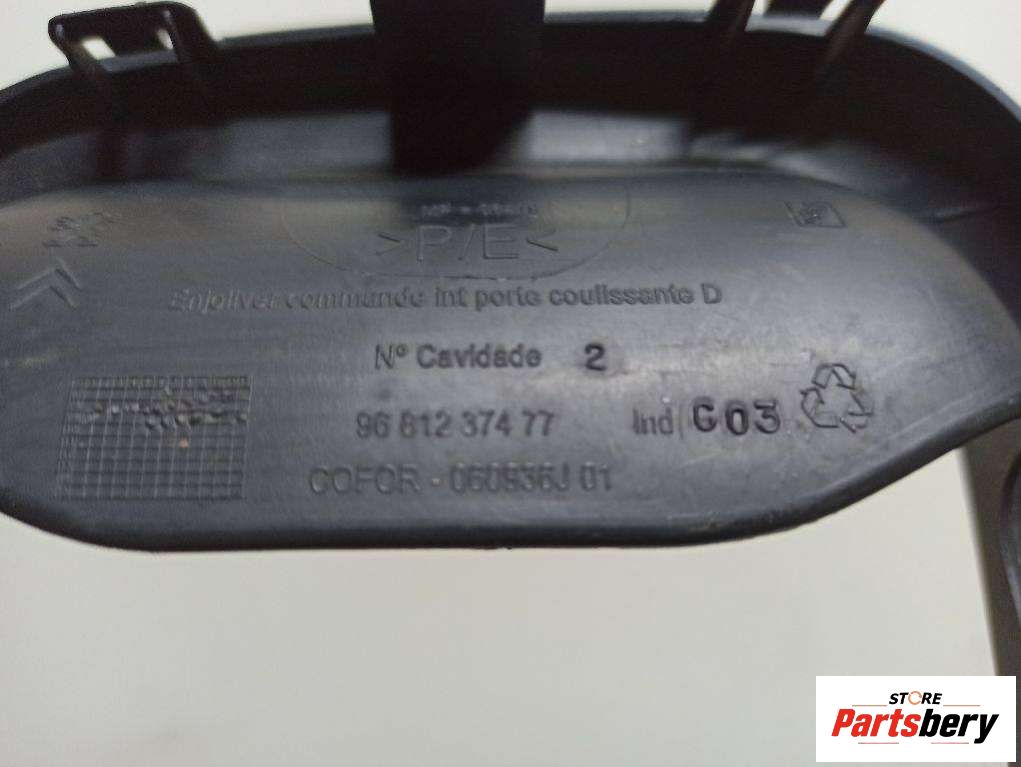 >P/E<
Enjoliver commande int porte coulissante D
Nº Cavidade 2
96 812 374 77 Ind G03
COFOR - 060936J 01
STORE
Partsbery